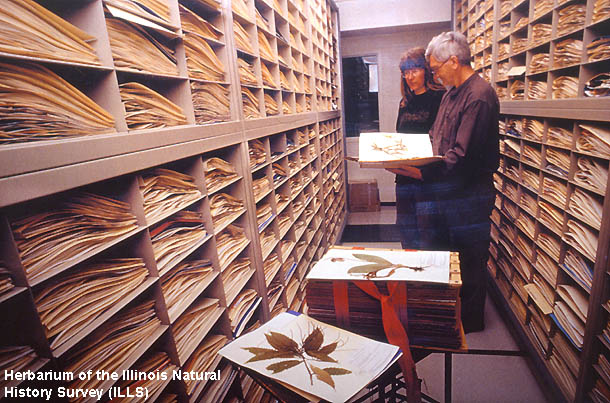 Herbarium of the Illinois Natural
History Survey (ILLS)